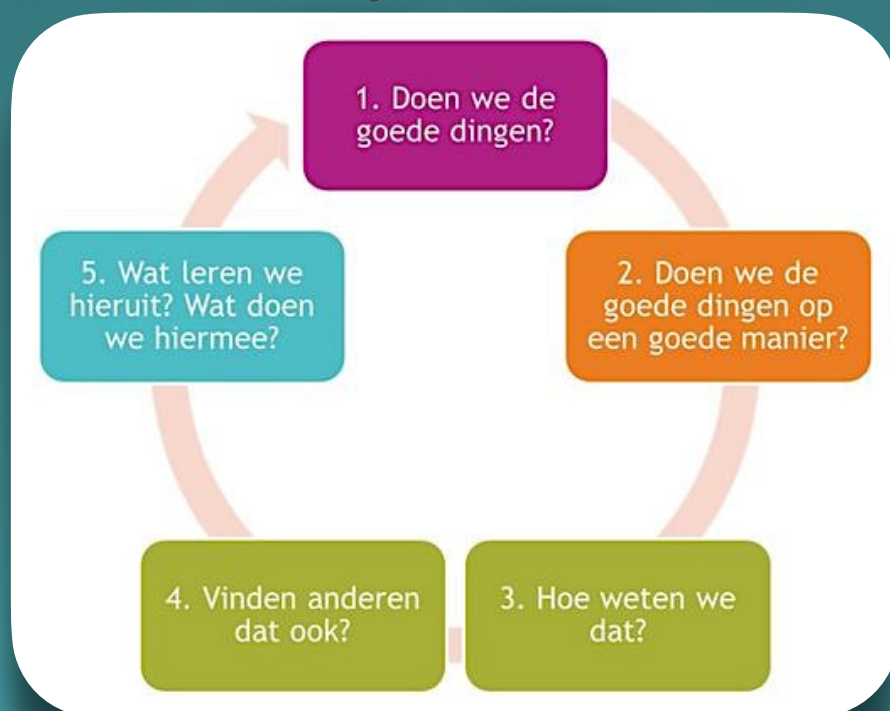 1. Doen we de
goede dingen?
2. Doen we de
goede dingen op
een goede manier?
3. Hoe weten we
dat?
4. Vinden anderen
dat ook?
5. Wat leren we
hieruit? Wat doen
we hiermee?